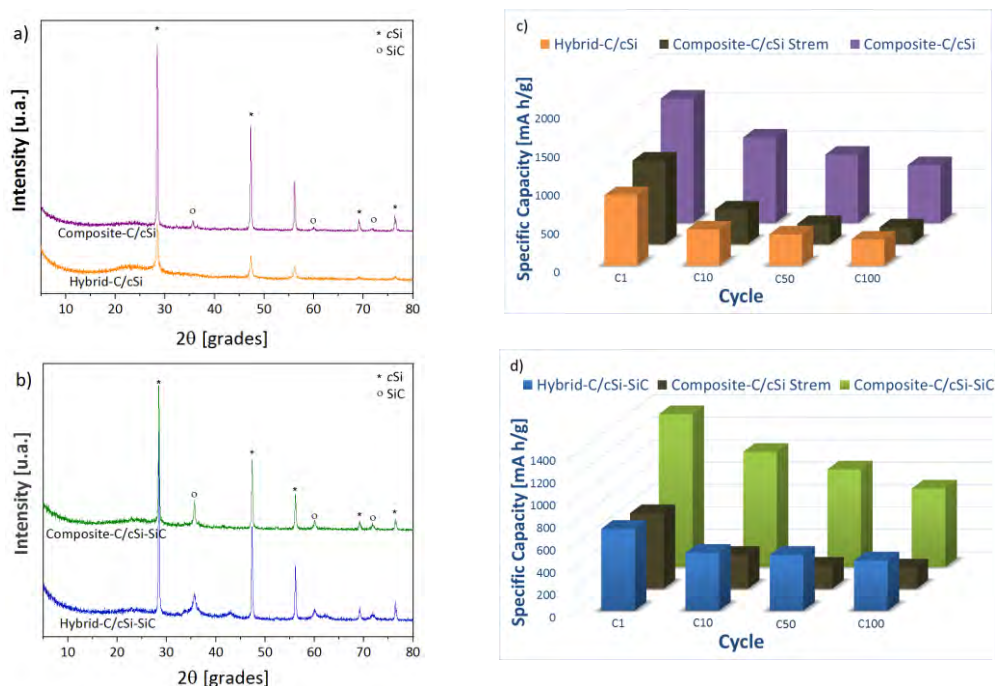 a)
* cSi
o SiC
Intensity [u.a.]
*
*
o
o
*
o
*
Composite-C/cSi
Hybrid-C/cSi
10 20 30 40 50 60 70 80
2θ [grades]
b)
* cSi
o SiC
Intensity [u.a.]
*
*
o
*
o
*
o
*
Composite-C/cSi-SiC
Hybrid-C/cSi-SiC
10 20 30 40 50 60 70 80
2θ [grades]
c)
Hybrid-C/cSi Composite-C/cSi Strem Composite-C/cSi
Specific Capacity [mA h/g]
2000
1500
1000
500
0
C1 C10 C50 C100
Cycle
d)
Hybrid-C/cSi-SiC Composite-C/cSi Strem Composite-C/cSi-SiC
Specific Capacity [mA h/g]
1400
1200
1000
800
600
400
200
0
C1 C10 C50 C100
Cycle